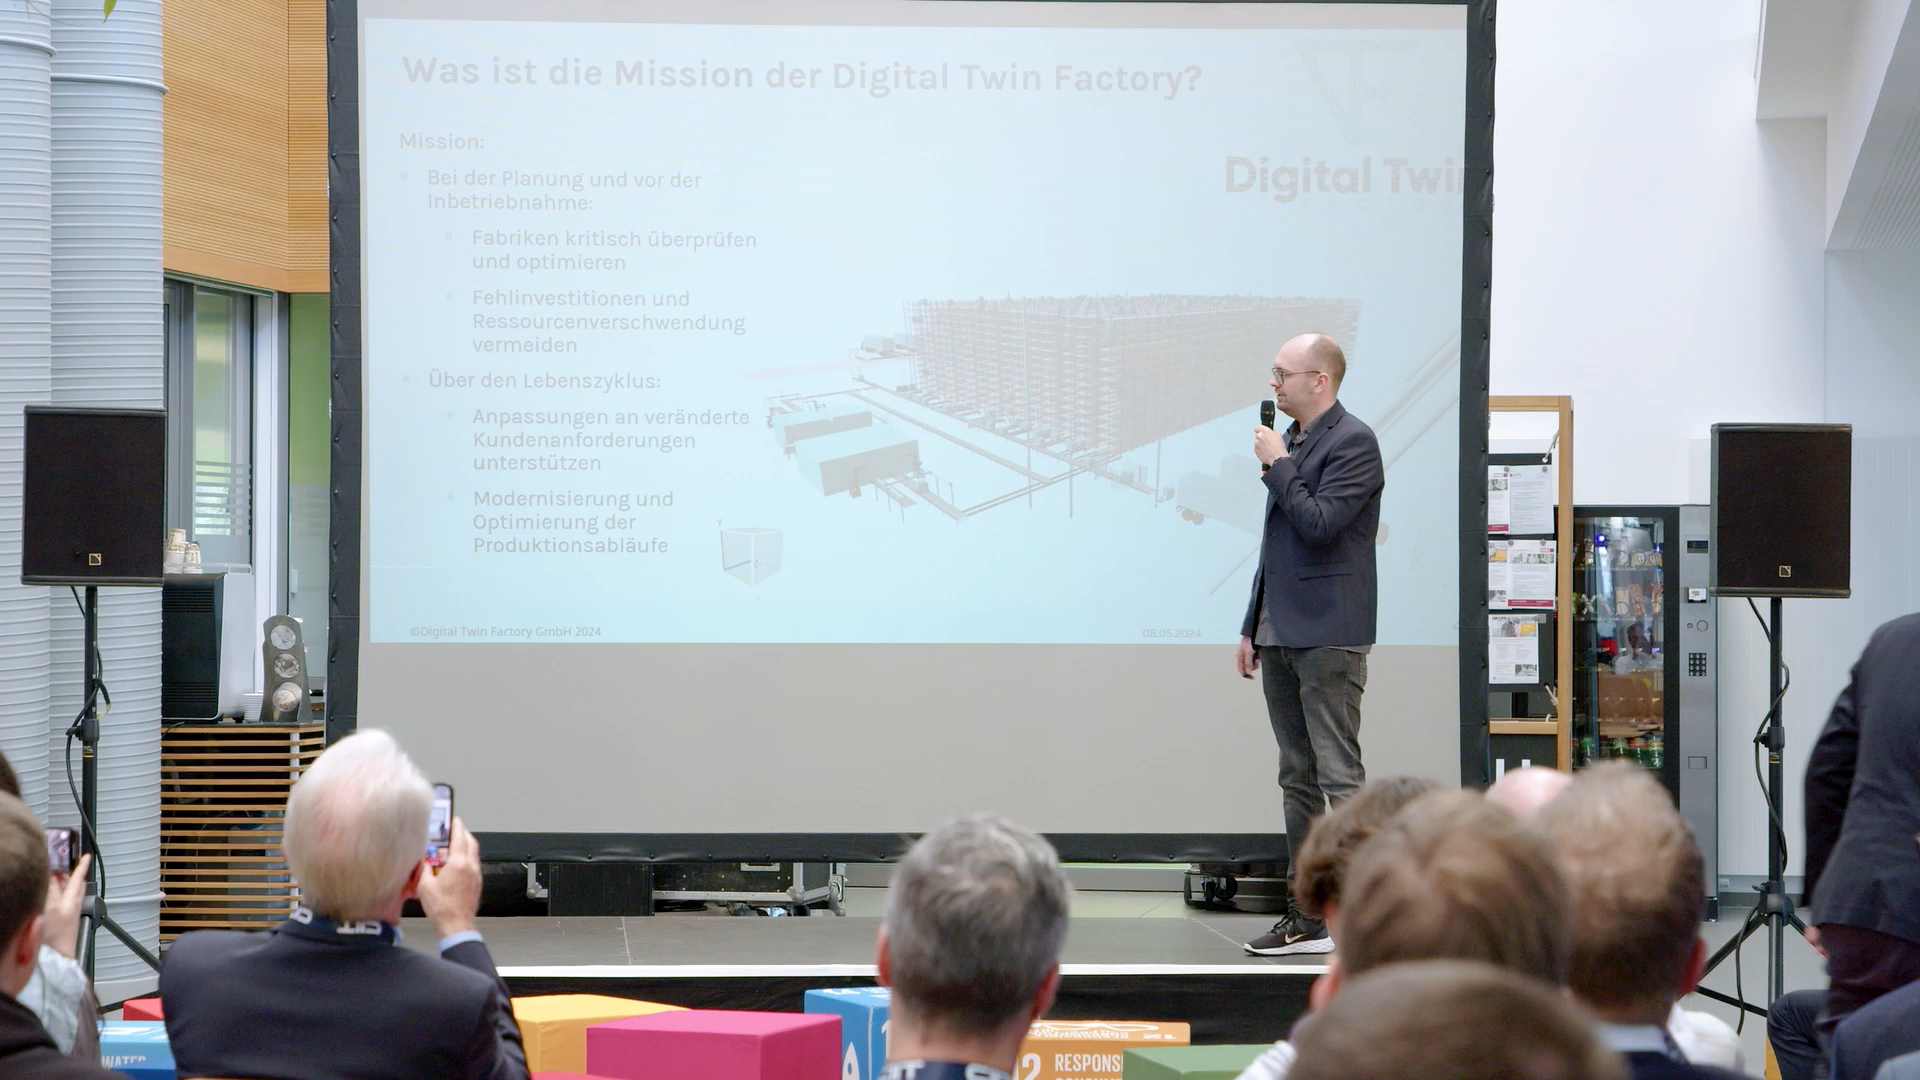 Was ist die Mission der Digital Twin Factory?
Mission:
Bei der Planung und vor der
Inbetriebnahme:
Fabriken kritisch überprüfen
und optimieren
Fehlinvestitionen und
Ressourcenverschwendung
vermeiden
Über den Lebenszyklus:
Anpassungen an veränderte
Kundenanforderungen
unterstützen
Modernisierung und
Optimierung der
Produktionsabläufe
Digital Twi
Y
©Digital Twin Factory GmbH 2024
08.05.2024
WATER
2
RESPONS